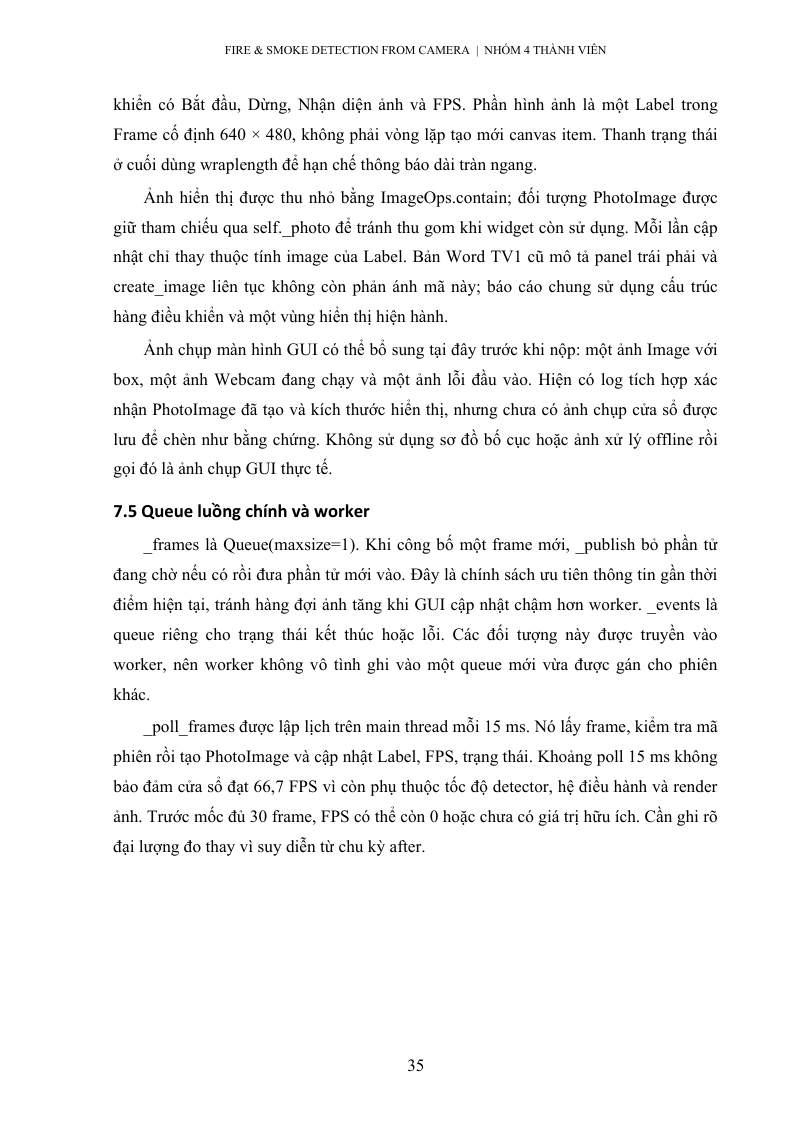 FIRE & SMOKE DETECTION FROM CAMERA | NHÓM 4 THÀNH VIÊN
khiển có Bắt đầu, Dừng, Nhận diện ảnh và FPS. Phần hình ảnh là một Label trong
Frame cố định 640 × 480, không phải vòng lặp tạo mới canvas item. Thanh trạng thái
ở cuối dùng wraplength để hạn chế thông báo dài tràn ngang.
Ảnh hiển thị được thu nhỏ bằng ImageOps.contain; đối tượng PhotoImage được
giữ tham chiếu qua self._photo để tránh thu gom khi widget còn sử dụng. Mỗi lần cập
nhật chỉ thay thuộc tính image của Label. Bản Word TV1 cũ mô tả panel trái phải và
create_image liên tục không còn phản ánh mã này; báo cáo chung sử dụng cấu trúc
hàng điều khiển và một vùng hiển thị hiện hành.
Ảnh chụp màn hình GUI có thể bổ sung tại đây trước khi nộp: một ảnh Image với
box, một ảnh Webcam đang chạy và một ảnh lỗi đầu vào. Hiện có log tích hợp xác
nhận PhotoImage đã tạo và kích thước hiển thị, nhưng chưa có ảnh chụp cửa sổ được
lưu để chèn như bằng chứng. Không sử dụng sơ đồ bố cục hoặc ảnh xử lý offline rồi
gọi đó là ảnh chụp GUI thực tế.
7.5 Queue luồng chính và worker
_frames là Queue(maxsize=1). Khi công bố một frame mới, _publish bỏ phần tử
đang chờ nếu có rồi đưa phần tử mới vào. Đây là chính sách ưu tiên thông tin gần thời
điểm hiện tại, tránh hàng đợi ảnh tăng khi GUI cập nhật chậm hơn worker. _events là
queue riêng cho trạng thái kết thúc hoặc lỗi. Các đối tượng này được truyền vào
worker, nên worker không vô tình ghi vào một queue mới vừa được gán cho phiên
khác.
_poll_frames được lập lịch trên main thread mỗi 15 ms. Nó lấy frame, kiểm tra mã
phiên rồi tạo PhotoImage và cập nhật Label, FPS, trạng thái. Khoảng poll 15 ms không
bảo đảm cửa sổ đạt 66,7 FPS vì còn phụ thuộc tốc độ detector, hệ điều hành và render
ảnh. Trước mốc đủ 30 frame, FPS có thể còn 0 hoặc chưa có giá trị hữu ích. Cần ghi rõ
đại lượng đo thay vì suy diễn từ chu kỳ after.
35